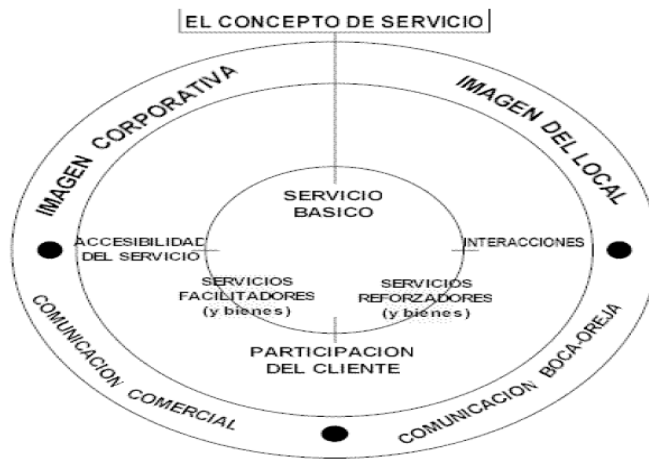 EL CONCEPTO DE SERVICIO
IMAGEN CORPORATIVA
IMAGEN DEL LOCAL
SERVICIO
BASICO
ACCESIBILIDAD
DEL SERVICIO
INTERACCIONES
SERVICIOS
FACILITADORES
(y bienes)
SERVICIOS
REFORZADORES
(y bienes)
PARTICIPACION
DEL CLIENTE
COMUNICACION COMERCIAL
COMUNICACION BOCA-OREJA